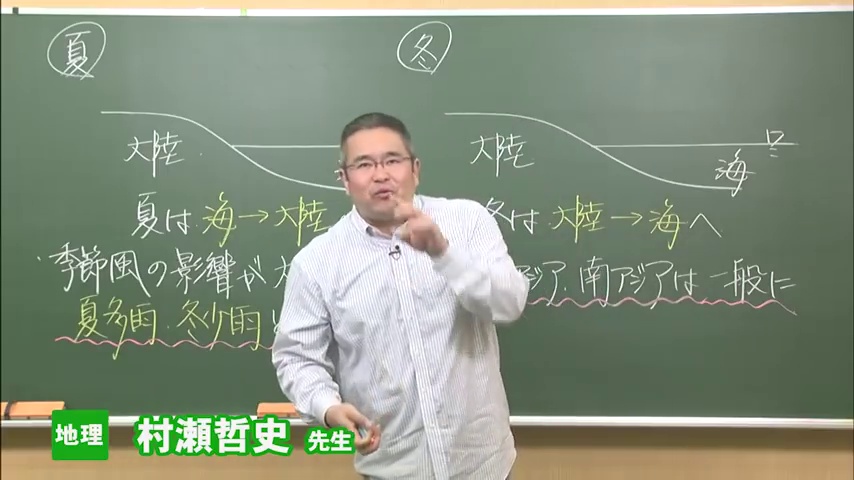 夏
冬
大陸
大陸
海
夏は 海→大陸
冬は 大陸→海へ
季節風の影響が大
アジア.南アジアは一般に
夏多雨.冬少雨
地理
村瀬哲史 先生